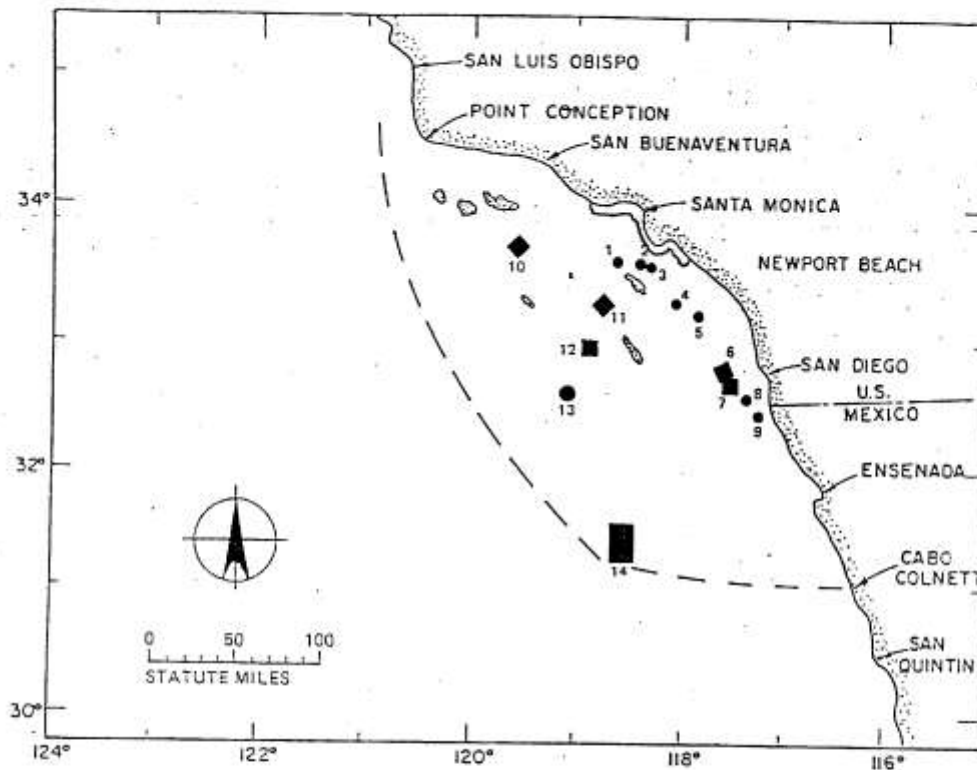 SAN LUIS OBISPO
POINT CONCEPTION
SAN BUENAVENTURA
34°
SANTA MONICA
1
2
3
NEWPORT BEACH
10
4
11
5
12
6
SAN DIEGO
7
8
U.S.
13
MEXICO
9
32°
ENSENADA
14
CABO
COLNETT
0 50 100
SAN
QUINTIN
STATUTE MILES
30°
124° 122° 120° 118° 116°